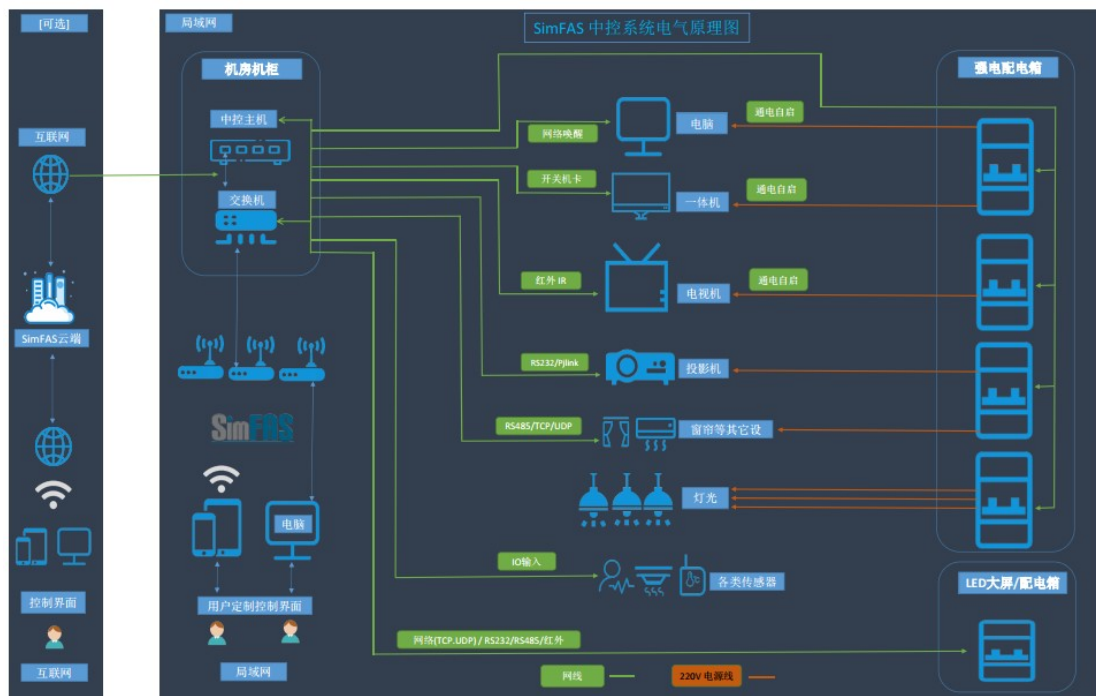 [可选]
互联网
SimFAS云端
控制界面
互联网
局域网
SimFAS 中控系统电气原理图
机房机柜
中控主机
交换机
SimFAS
电脑
用户定制控制界面
局域网
网络唤醒
电脑
通电自启
开关机卡
一体机
通电自启
红外 IR
电视机
通电自启
RS232/Pjlink
投影机
RS485/TCP/UDP
窗帘等其它设
灯光
IO输入
℃
各类传感器
网络(TCP.UDP) / RS232/RS485/红外
强电配电箱
LED大屏/配电箱
网线
220V 电源线